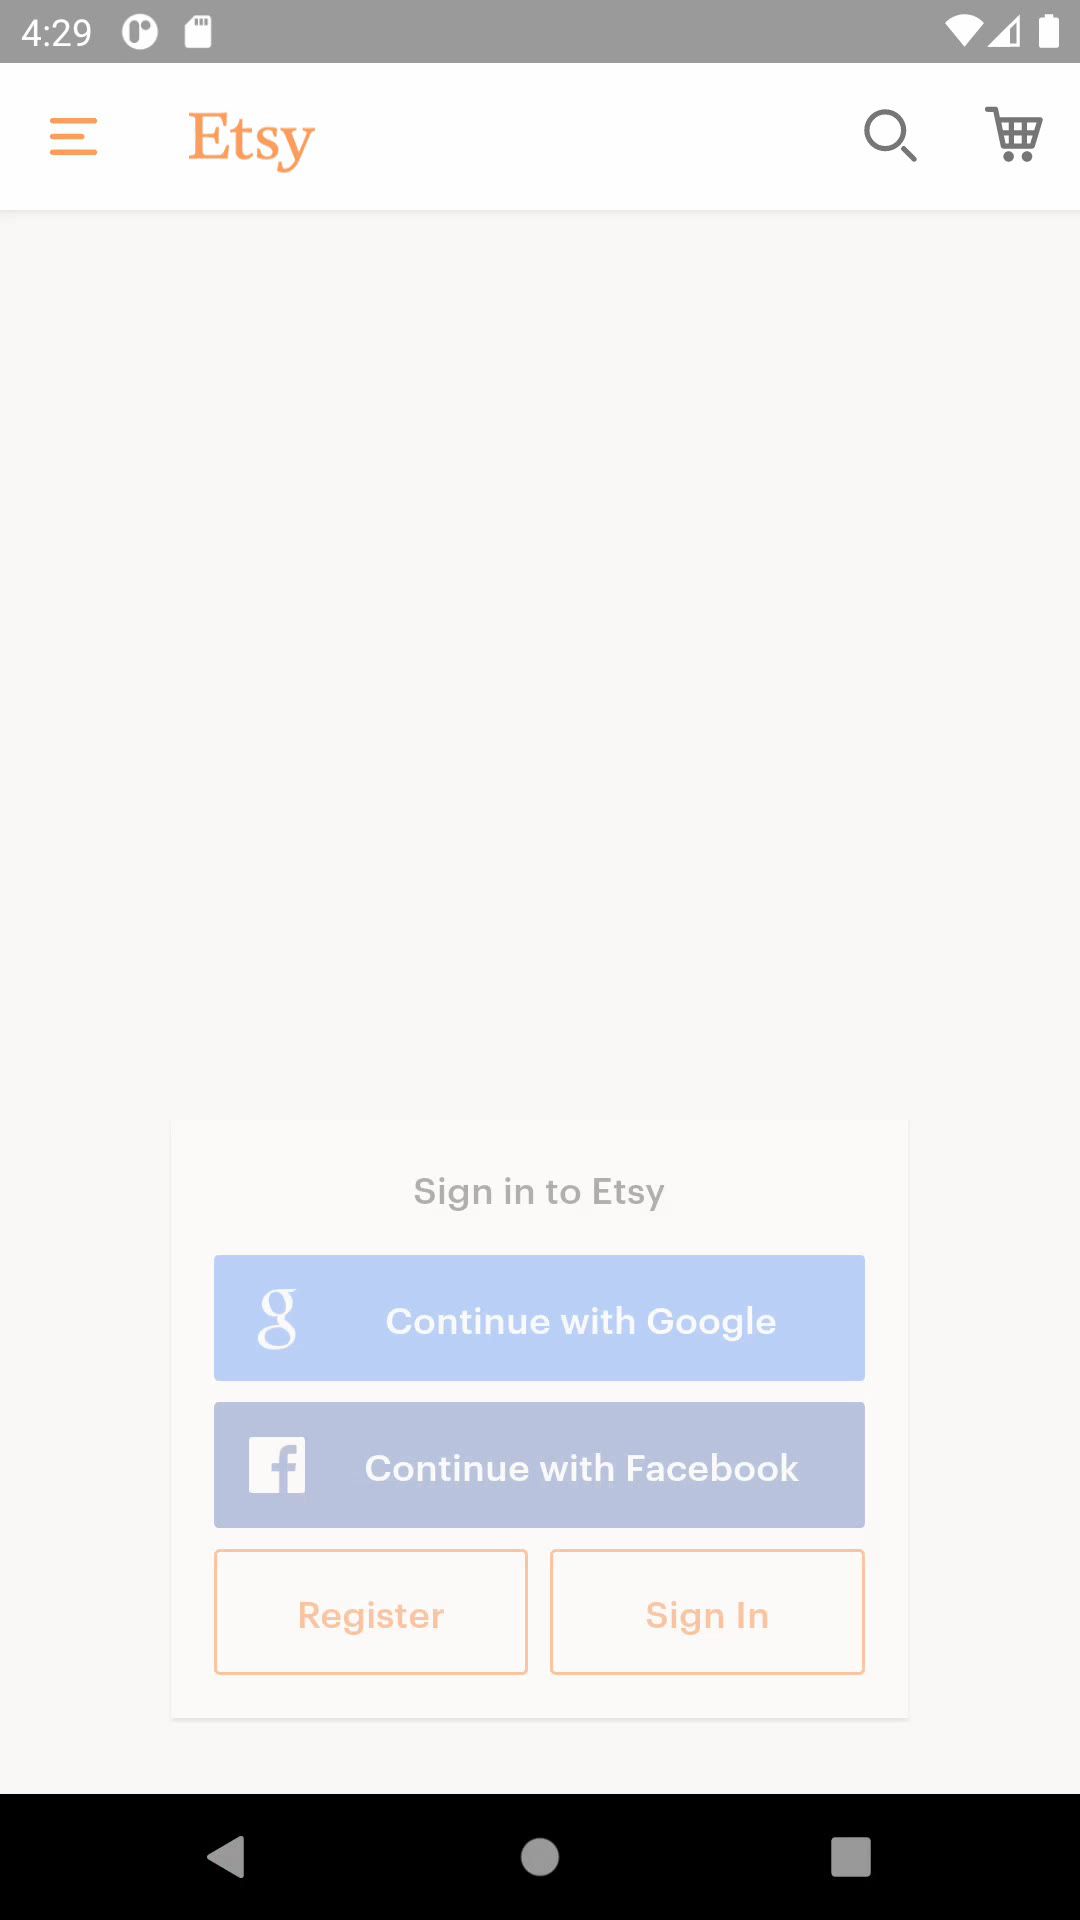 4:29
Etsy
Sign in to Etsy
Continue with Google
Continue with Facebook
Register
Sign In